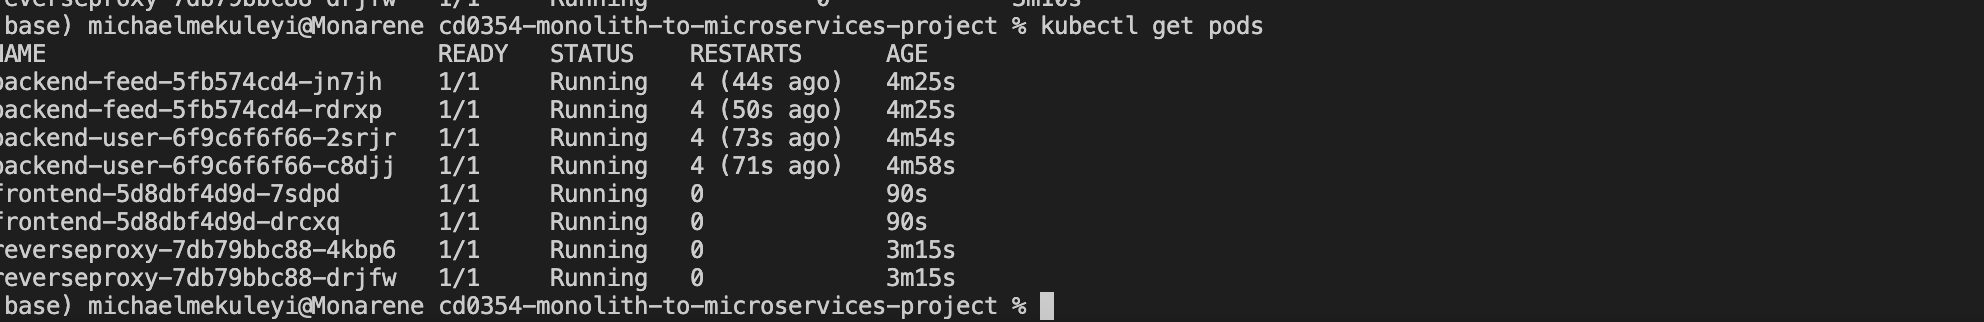 reverseproxy-7db79bbc88-drjfw 1/1 Running 0 3m10s
base) michaelmekuleyi@Monarene cd0354-monolith-to-microservices-project % kubectl get pods
NAME READY STATUS RESTARTS AGE
backend-feed-5fb574cd4-jn7jh 1/1 Running 4 (44s ago) 4m25s
backend-feed-5fb574cd4-rdrxp 1/1 Running 4 (50s ago) 4m25s
backend-user-6f9c6f6f66-2srjr 1/1 Running 4 (73s ago) 4m54s
backend-user-6f9c6f6f66-c8djj 1/1 Running 4 (71s ago) 4m58s
frontend-5d8dbf4d9d-7sdpd 1/1 Running 0 90s
frontend-5d8dbf4d9d-drcxq 1/1 Running 0 90s
reverseproxy-7db79bbc88-4kbp6 1/1 Running 0 3m15s
reverseproxy-7db79bbc88-drjfw 1/1 Running 0 3m15s
base) michaelmekuleyi@Monarene cd0354-monolith-to-microservices-project %